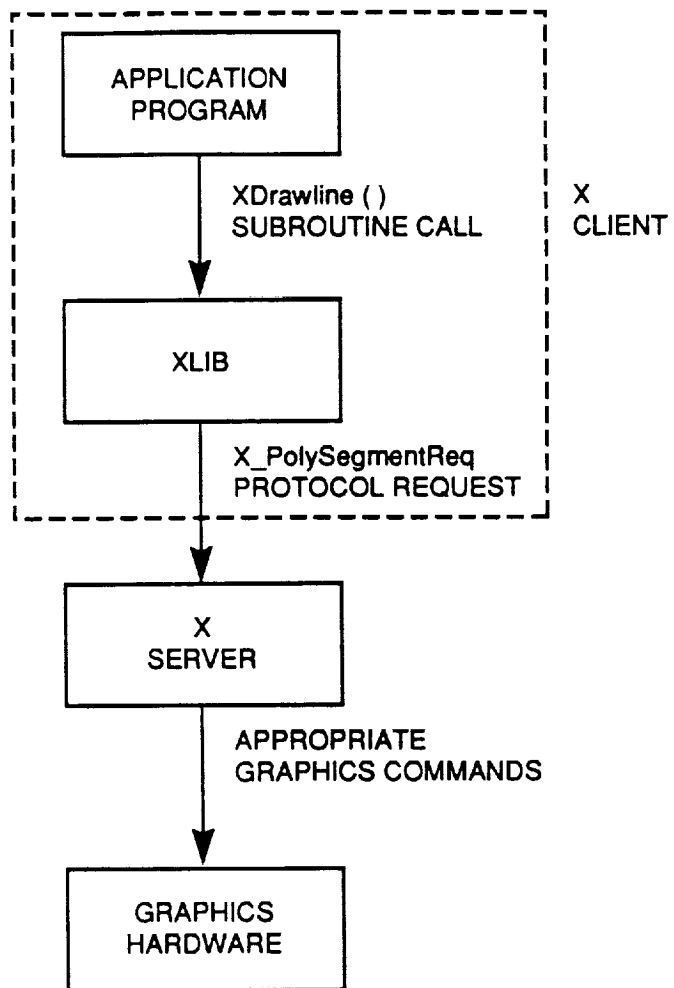 APPLICATION
PROGRAM
XDrawline ( )
SUBROUTINE CALL
X
CLIENT
XLIB
X_PolySegmentReq
PROTOCOL REQUEST
X
SERVER
APPROPRIATE
GRAPHICS COMMANDS
GRAPHICS
HARDWARE